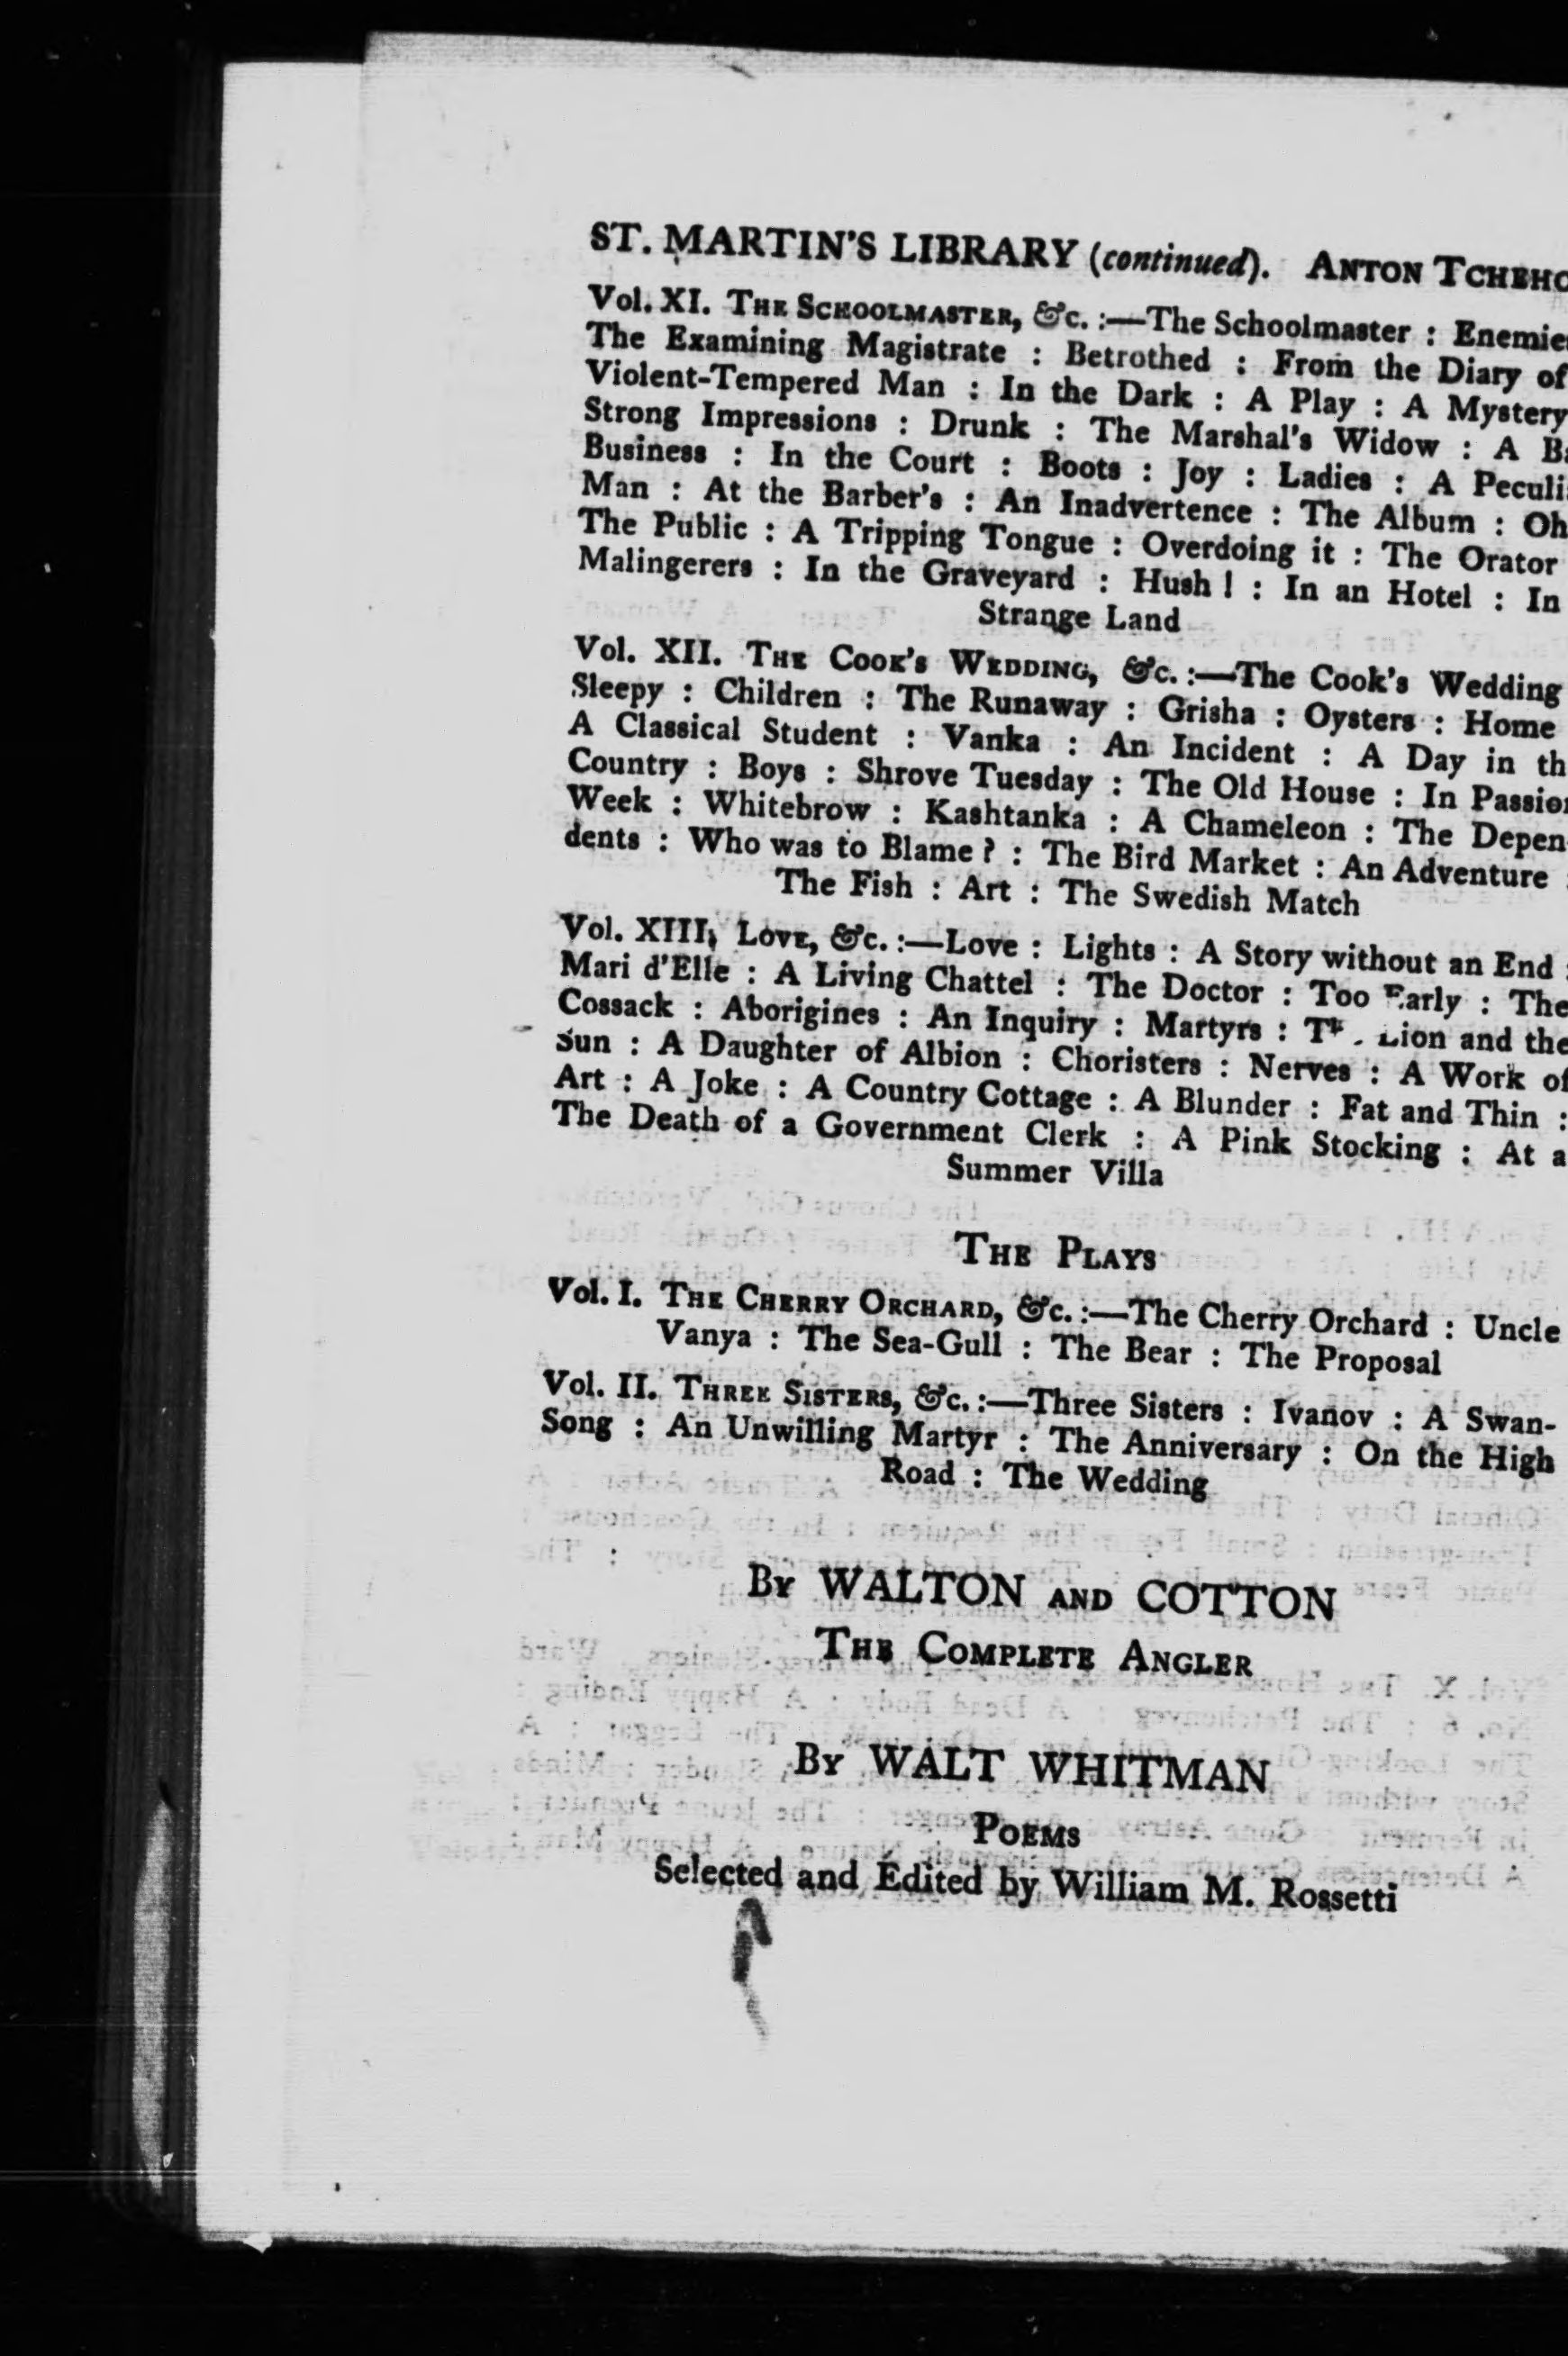 ST. MARTIN'S LIBRARY (continued). ANTON
Vol. XI. THE SCHOOLMASTER, &c. :—The Schoolmaster :
The Examining Magistrate : Betrothed : From the Diary of
Violent-Tempered Man : In the Dark : A Play : A Mystery
Strong Impressions : Drunk : The Marshal's Widow : A
Business : In the Court : Boots : Joy : Ladies : A
Man : At the Barber's : An Inadvertence : The Album : Oh
The Public : A Tripping Tongue : Overdoing it : The Orator
Malingerers : In the Graveyard : Hush ! : In an Hotel : In
Strange Land
Vol. XII. THE COOK'S WEDDING, &c. :—The Cook's Wedding
Sleepy : Children : The Runaway : Grisha : Oysters : Home
A Classical Student : Vanka : An Incident : A Day in
Country : Boys : Shrove Tuesday : The Old House : In
Week : Whitebrow : Kashtanka : A Chameleon : The Depen-
dents : Who was to Blame ? : The Bird Market : An Adventure :
The Fish : Art : The Swedish Match
Vol. XIII, LOVE, &c. :—Love : Lights : A Story without an End :
Mari d'Elle : A Living Chattel : The Doctor : Too Early : The
Cossack : Aborigines : An Inquiry : Martyrs : Lion and the
Sun : A Daughter of Albion : Choristers : Nerves : A Work of
Art : A Joke : A Country Cottage : A Blunder : Fat and Thin :
The Death of a Government Clerk : A Pink Stocking : At a
Summer Villa
THE PLAYS
Vol. I. THE CHERRY ORCHARD, &c. :—The Cherry Orchard : Uncle
Vanya : The Sea-Gull : The Bear : The Proposal
Vol. II. THREE SISTERS, &c. :—Three Sisters : Ivanov : A Swan-
Song : An Unwilling Martyr : The Anniversary : On the High
Road : The Wedding
BY WALTON AND COTTON
THE COMPLETE ANGLER
BY WALT WHITMAN
POEMS
Selected and Edited by William M. Rossetti